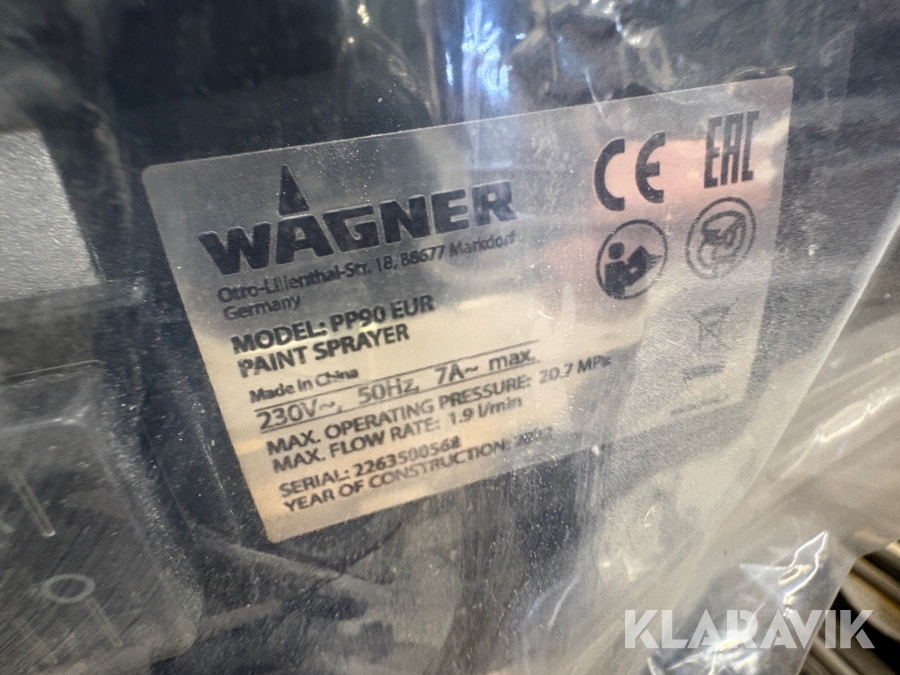 WAGNER
Otto-Lilienthal-Str. 18, 88677 Markdorf
Germany
MODEL: PP90 EUR
PAINT SPRAYER
Made in China
230V~, 50Hz, 7A~ max.
MAX. OPERATING PRESSURE: 20.7 MPa
MAX. FLOW RATE: 1.9 l/min
SERIAL: 2263500568
YEAR OF CONSTRUCTION:
CE EAC
KLARAVIK